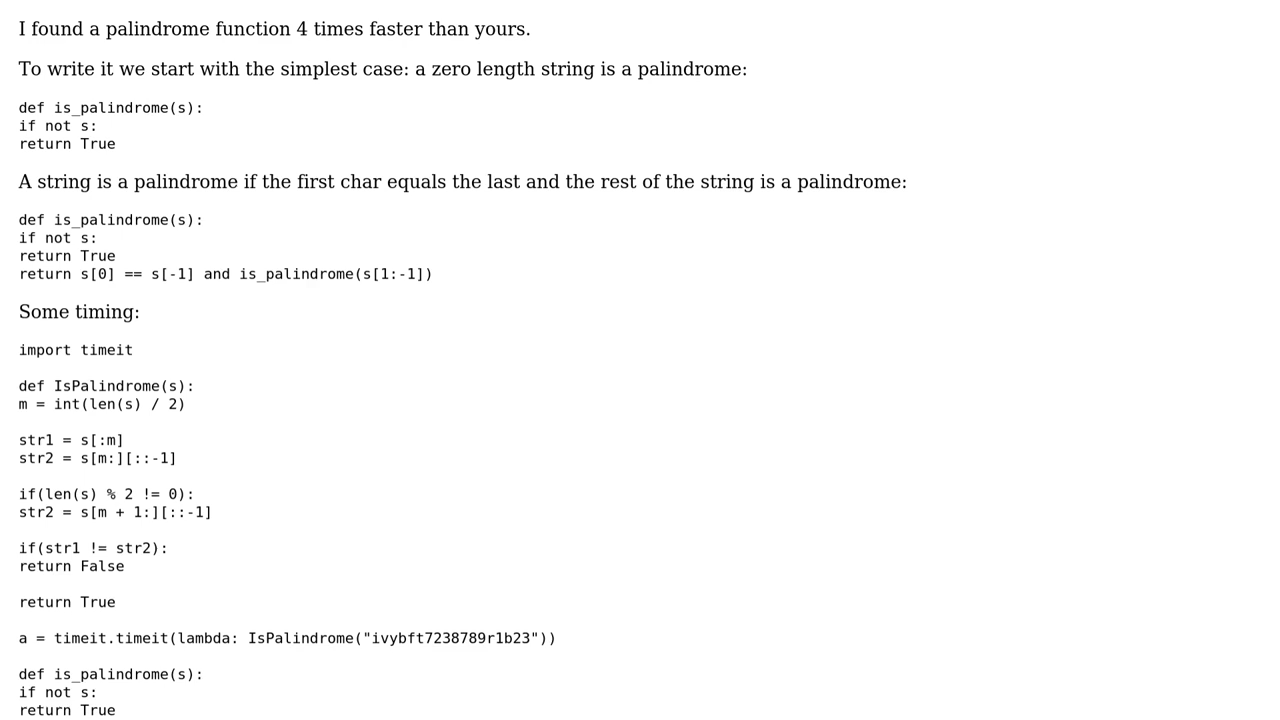 I found a palindrome function 4 times faster than yours.
To write it we start with the simplest case: a zero length string is a palindrome:
def is_palindrome(s):
if not s:
return True
A string is a palindrome if the first char equals the last and the rest of the string is a palindrome:
def is_palindrome(s):
if not s:
return True
return s[0] == s[-1] and is_palindrome(s[1:-1])
Some timing:
import timeit
def IsPalindrome(s):
m = int(len(s) / 2)
str1 = s[:m]
str2 = s[m:][::-1]
if(len(s) % 2 != 0):
str2 = s[m + 1:][::-1]
if(str1 != str2):
return False
return True
a = timeit.timeit(lambda: IsPalindrome("ivybft7238789r1b23"))
def is_palindrome(s):
if not s:
return True